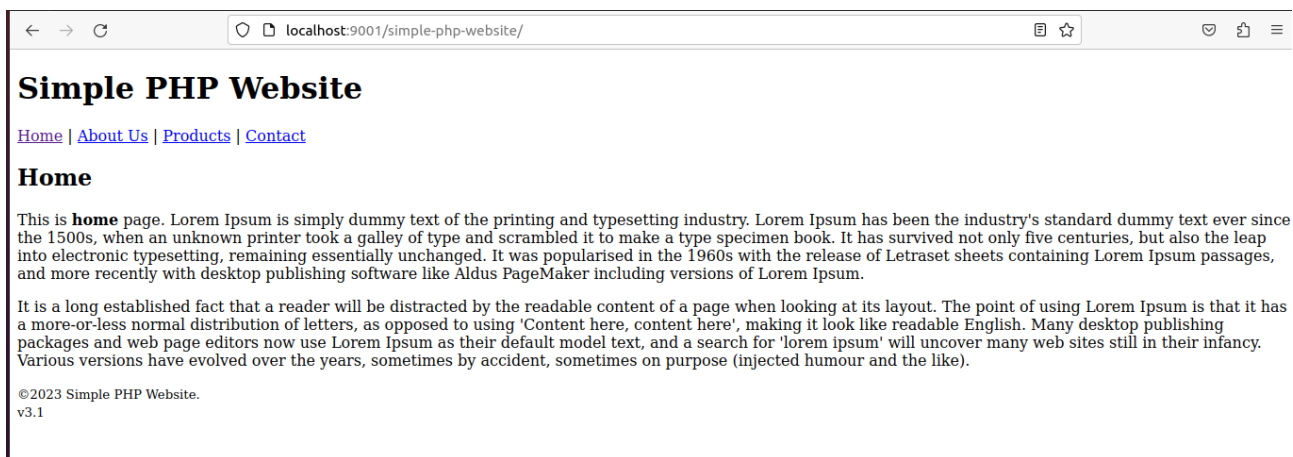 localhost:9001/simple-php-website/
Simple PHP Website
Home | About Us | Products | Contact
Home
This is home page. Lorem Ipsum is simply dummy text of the printing and typesetting industry. Lorem Ipsum has been the industry's standard dummy text ever since
the 1500s, when an unknown printer took a galley of type and scrambled it to make a type specimen book. It has survived not only five centuries, but also the leap
into electronic typesetting, remaining essentially unchanged. It was popularised in the 1960s with the release of Letraset sheets containing Lorem Ipsum passages,
and more recently with desktop publishing software like Aldus PageMaker including versions of Lorem Ipsum.
It is a long established fact that a reader will be distracted by the readable content of a page when looking at its layout. The point of using Lorem Ipsum is that it has
a more-or-less normal distribution of letters, as opposed to using 'Content here, content here', making it look like readable English. Many desktop publishing
packages and web page editors now use Lorem Ipsum as their default model text, and a search for 'lorem ipsum' will uncover many web sites still in their infancy.
Various versions have evolved over the years, sometimes by accident, sometimes on purpose (injected humour and the like).
©2023 Simple PHP Website.
v3.1